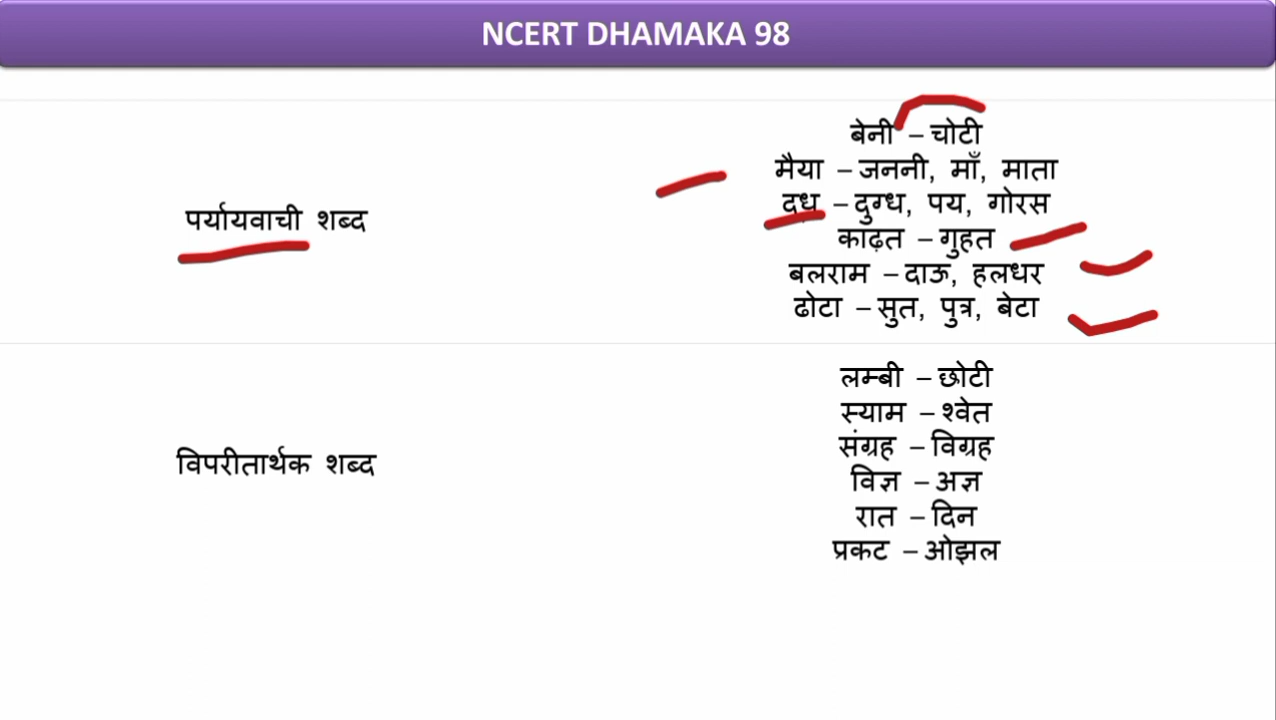 NCERT DHAMAKA 98
पर्यायवाची शब्द
बेनी – चोटी
मैया – जननी, माँ, माता
दूध – दुग्ध, पय, गोरस
काढ़त – गुहत
बलराम – दाऊ, हलधर
ढोटा – सुत, पुत्र, बेटा
विपरीतार्थक शब्द
लम्बी – छोटी
स्याम – श्वेत
संग्रह – विग्रह
विज्ञ – अज्ञ
रात – दिन
प्रकट – ओझल